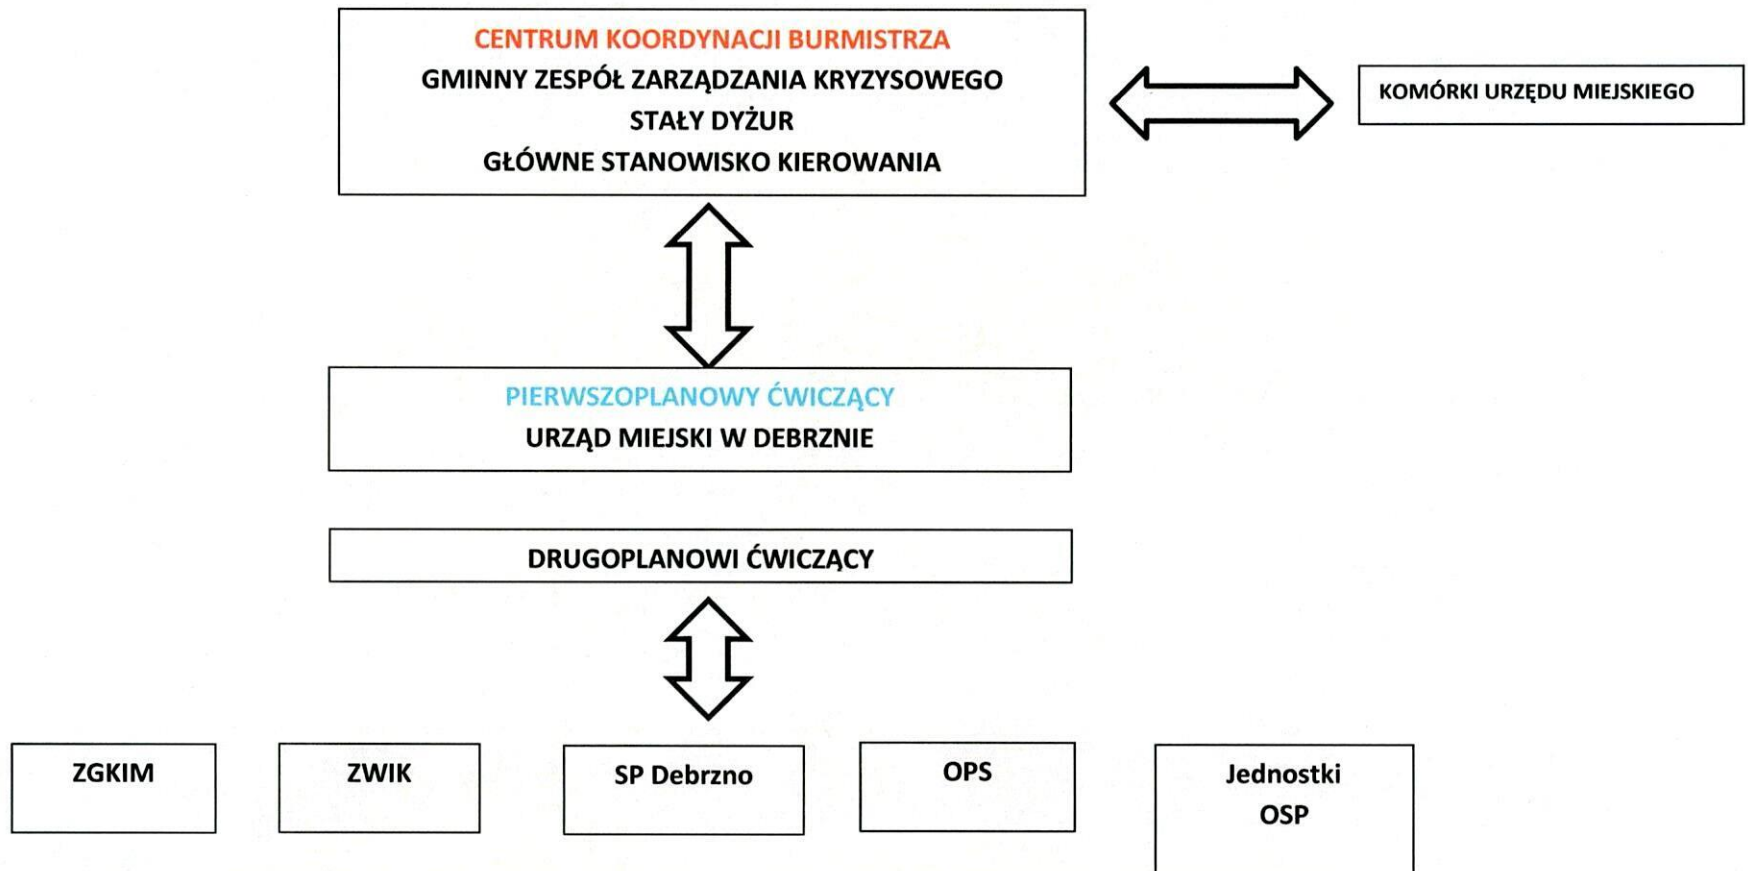 CENTRUM KOORDYNACJI BURMISTRZA
GMINNY ZESPÓŁ ZARZĄDZANIA KRYZYSOWEGO
STAŁY DYŻUR
GŁÓWNE STANOWISKO KIEROWANIA
KOMÓRKI URZĘDU MIEJSKIEGO
PIERWSZOPLANOWY ĆWICZĄCY
URZĄD MIEJSKI W DEBRZNIE
DRUGOPLANOWI ĆWICZĄCY
ZGKIM
ZWIK
SP Debrzno
OPS
Jednostki
OSP